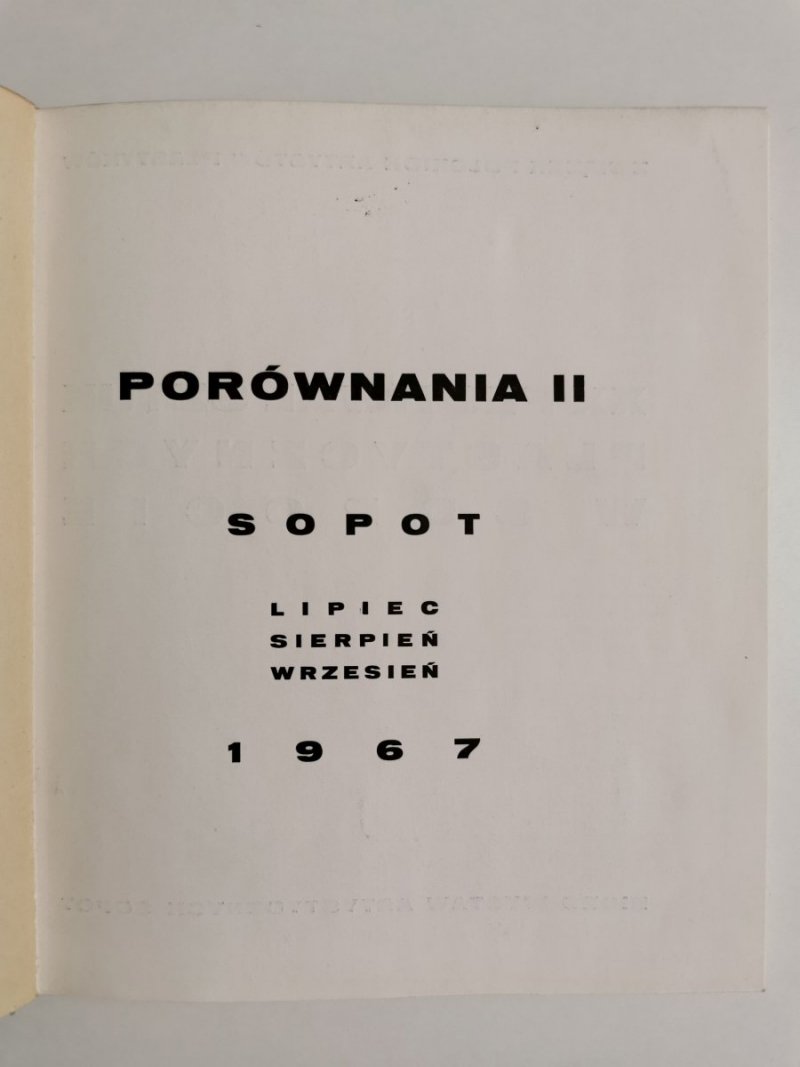 PORÓWNANIA II
SOPOT
LIPIEC
SIERPIEŃ
WRZESIEŃ
1967